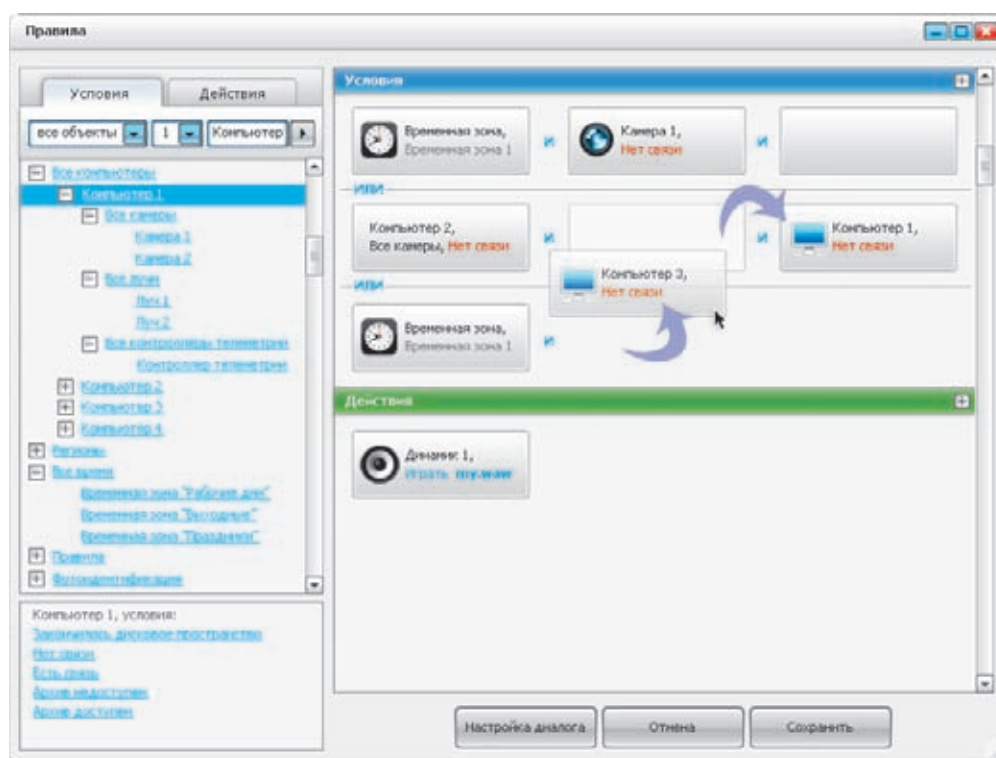 Правила
Условия
Действия
все объекты
1
Компьютер
Все компьютеры
Компьютер 1
Все камеры
Камера 1
Камера 2
Все лучи
Луч 1
Луч 2
Все контроллеры телеметрии
Контроллер телеметрии
Компьютер 2
Компьютер 3
Компьютер 4
Регионы
Все время
Временная зона "Рабочие дни"
Временная зона "Выходные"
Временная зона "Праздники"
Правила
Фотоидентификация
Компьютер 1, условия:
Закончилось дисковое пространство
Нет связи
Есть связь
Архив недоступен
Архив доступен
Условия
Временная зона,
Временная зона 1
и
Камера 1,
Нет связи
и
ИЛИ
Компьютер 2,
Все камеры, Нет связи
и
и
Компьютер 1,
Нет связи
Компьютер 3,
Нет связи
ИЛИ
Временная зона,
Временная зона 1
и
Действия
Динамик 1,
играть my.waw
Настройка диалога
Отмена
Сохранить